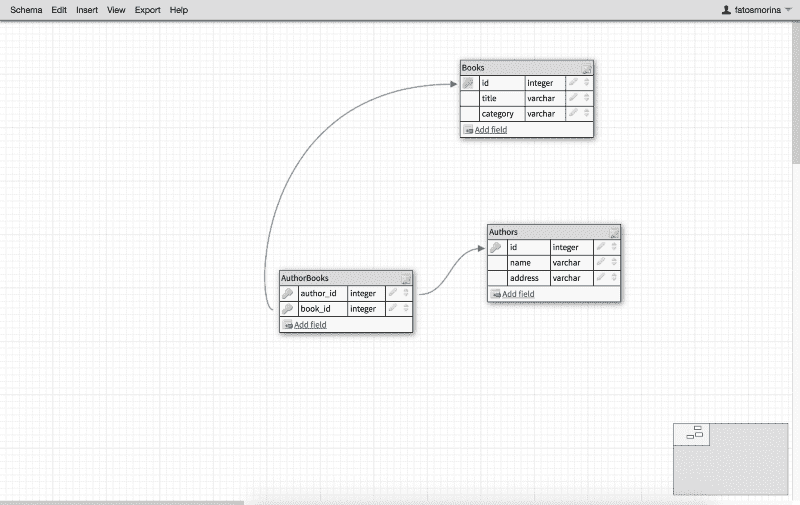 Schema Edit Insert View Export Help fatosmorina
Books
id integer
title varchar
category varchar
Add field
Authors
id integer
name varchar
address varchar
Add field
AuthorBooks
author_id integer
book_id integer
Add field